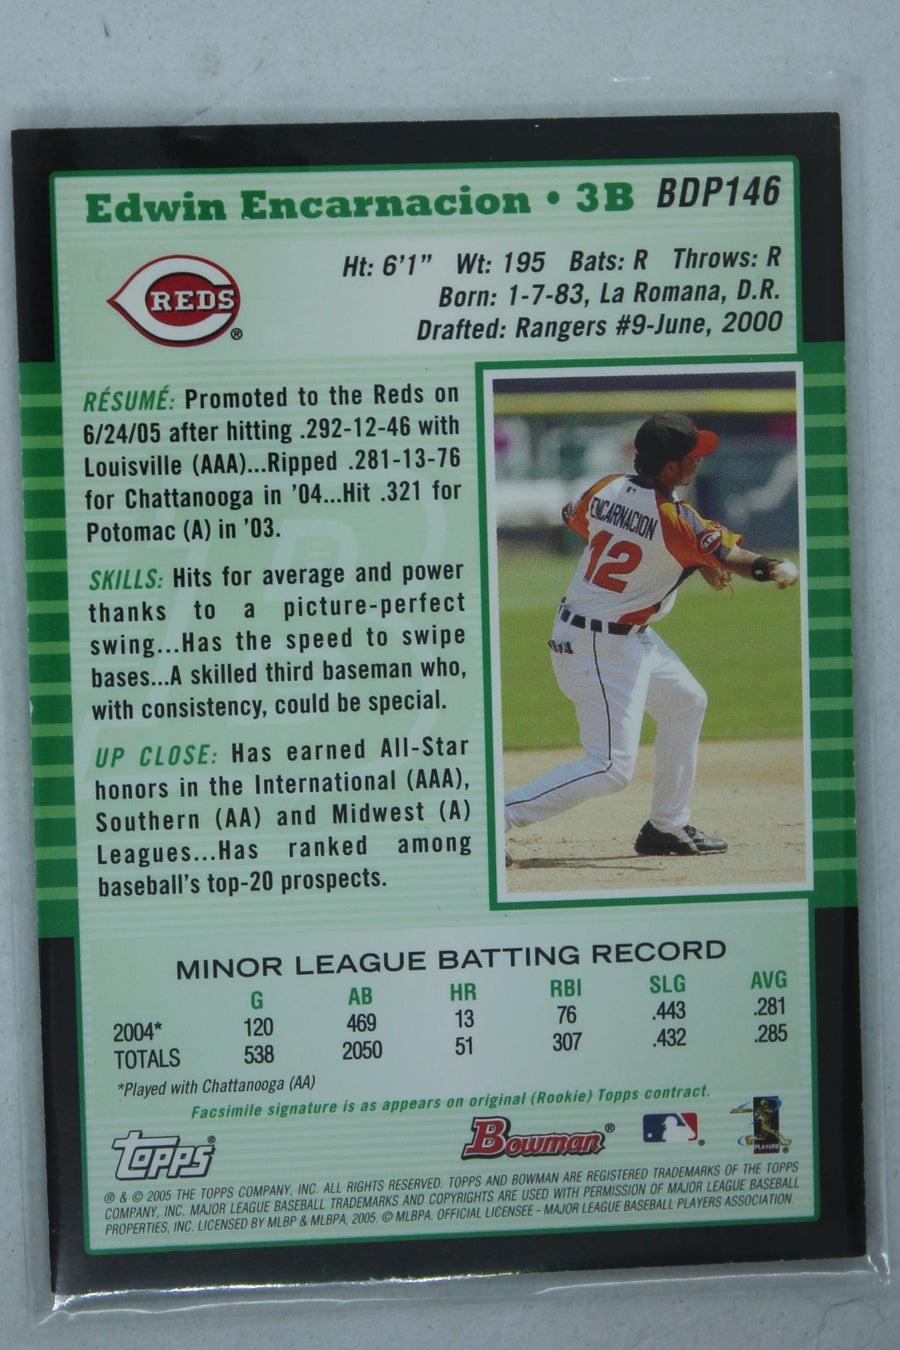 Edwin Encarnacion • 3B BDP146
REDS®
Ht: 6'1" Wt: 195 Bats: R Throws: R
Born: 1-7-83, La Romana, D.R.
Drafted: Rangers #9-June, 2000
RÉSUMÉ: Promoted to the Reds on
6/24/05 after hitting .292-12-46 with
Louisville (AAA)...Ripped .281-13-76
for Chattanooga in '04...Hit .321 for
Potomac (A) in '03.
SKILLS: Hits for average and power
thanks to a picture-perfect
swing...Has the speed to swipe
bases...A skilled third baseman who,
with consistency, could be special.
UP CLOSE: Has earned All-Star
honors in the International (AAA),
Southern (AA) and Midwest (A)
Leagues...Has ranked among
baseball's top-20 prospects.
ENCARNACION
12
MINOR LEAGUE BATTING RECORD
G AB HR RBI SLG AVG
2004* 120 469 13 76 .443 .281
TOTALS 538 2050 51 307 .432 .285
*Played with Chattanooga (AA)
Facsimile signature is as appears on original (Rookie) Topps contract.
Topps® Bowman® ® PLAYERS®
® & © 2005 THE TOPPS COMPANY, INC. ALL RIGHTS RESERVED. TOPPS AND BOWMAN ARE REGISTERED TRADEMARKS OF THE TOPPS
COMPANY, INC. MAJOR LEAGUE BASEBALL TRADEMARKS AND COPYRIGHTS ARE USED WITH PERMISSION OF MAJOR LEAGUE BASEBALL
PROPERTIES, INC. LICENSED BY MLBP & MLBPA, 2005. © MLBPA. OFFICIAL LICENSEE - MAJOR LEAGUE BASEBALL PLAYERS ASSOCIATION.